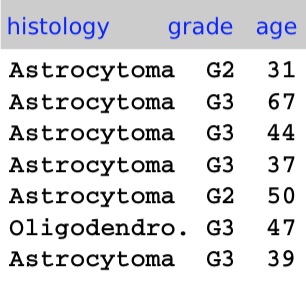 histology grade age
Astrocytoma G2 31
Astrocytoma G3 67
Astrocytoma G3 44
Astrocytoma G3 37
Astrocytoma G2 50
Oligodendro. G3 47
Astrocytoma G3 39